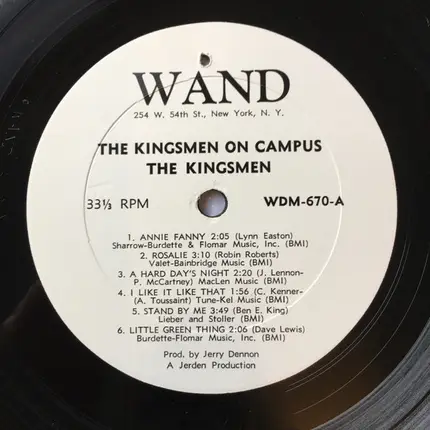 WAND
254 W. 54th St., New York, N. Y.
THE KINGSMEN ON CAMPUS
THE KINGSMEN
33⅓ RPM WDM-670-A
1. ANNIE FANNY 2:05 (Lynn Easton)
Sharrow-Burdette & Flomar Music, Inc. (BMI)
2. ROSALIE 3:10 (Robin Roberts)
Valet-Bainbridge Music (BMI)
3. A HARD DAY'S NIGHT 2:20 (J. Lennon-
P. McCartney) MacLen Music (BMI)
4. I LIKE IT LIKE THAT 1:56 (C. Kenner-
(A. Toussaint) Tune-Kel Music (BMI)
5. STAND BY ME 3:49 (Ben E. King)
Lieber and Stoller (BMI)
6. LITTLE GREEN THING 2:06 (Dave Lewis)
Burdette-Flomar Music, Inc. (BMI)
Prod. by Jerry Dennon
A Jerden Production